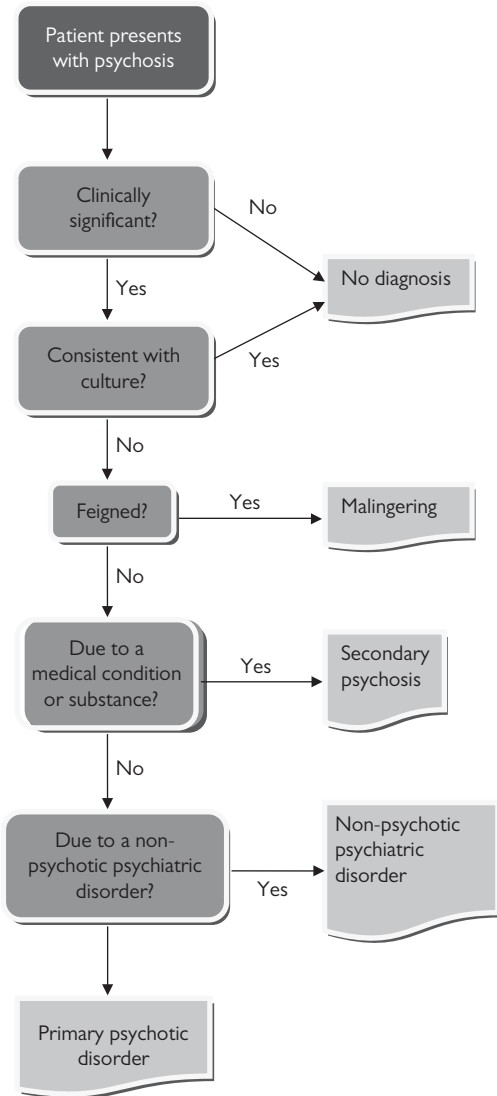 Patient presents
with psychosis
Clinically
significant?
No
No diagnosis
Yes
Consistent with
culture?
Yes
No
Feigned?
Yes
Malingering
No
Due to a
medical condition
or substance?
Yes
Secondary
psychosis
No
Due to a non-
psychotic psychiatric
disorder?
Yes
Non-psychotic
psychiatric
disorder
Primary psychotic
disorder